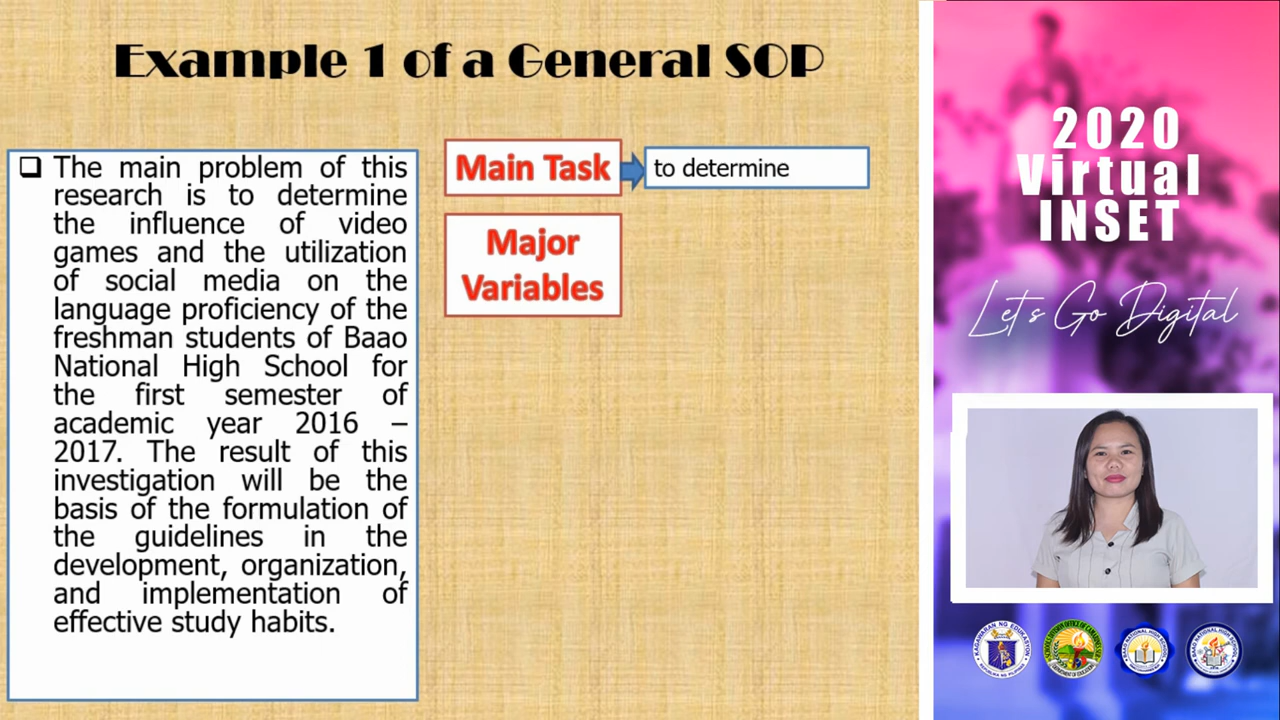 Example 1 of a General SOP
❑ The main problem of this
research is to determine
the influence of video
games and the utilization
of social media on the
language proficiency of the
freshman students of Baao
National High School for
the first semester of
academic year 2016 –
2017. The result of this
investigation will be the
basis of the formulation of
the guidelines in the
development, organization,
and implementation of
effective study habits.
Main Task
to determine
Major
Variables
2020
Virtual
INSET
Let's Go Digital